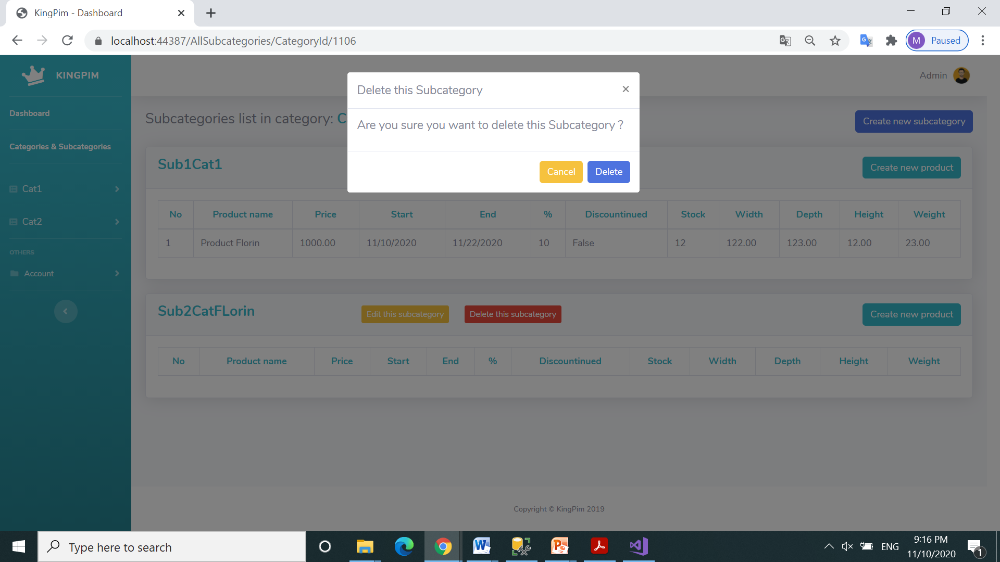 KingPim - Dashboard
localhost:44387/AllSubcategories/CategoryId/1106
M Paused
KINGPIM
Admin
Delete this Subcategory
×
Dashboard
Subcategories list in category:
Create new subcategory
Are you sure you want to delete this Subcategory ?
Categories & Subcategories
Sub1Cat1
Create new product
Cancel Delete
Cat1
No Product name Price Start End % Discountinued Stock Width Depth Height Weight
Cat2
1 Product Florin 1000.00 11/10/2020 11/22/2020 10 False 12 122.00 123.00 12.00 23.00
OTHERS
Account
Sub2CatFLorin
Edit this subcategory
Delete this subcategory
Create new product
No Product name Price Start End % Discountinued Stock Width Depth Height Weight
Copyright © KingPim 2019
Type here to search
ENG
9:16 PM
11/10/2020
1